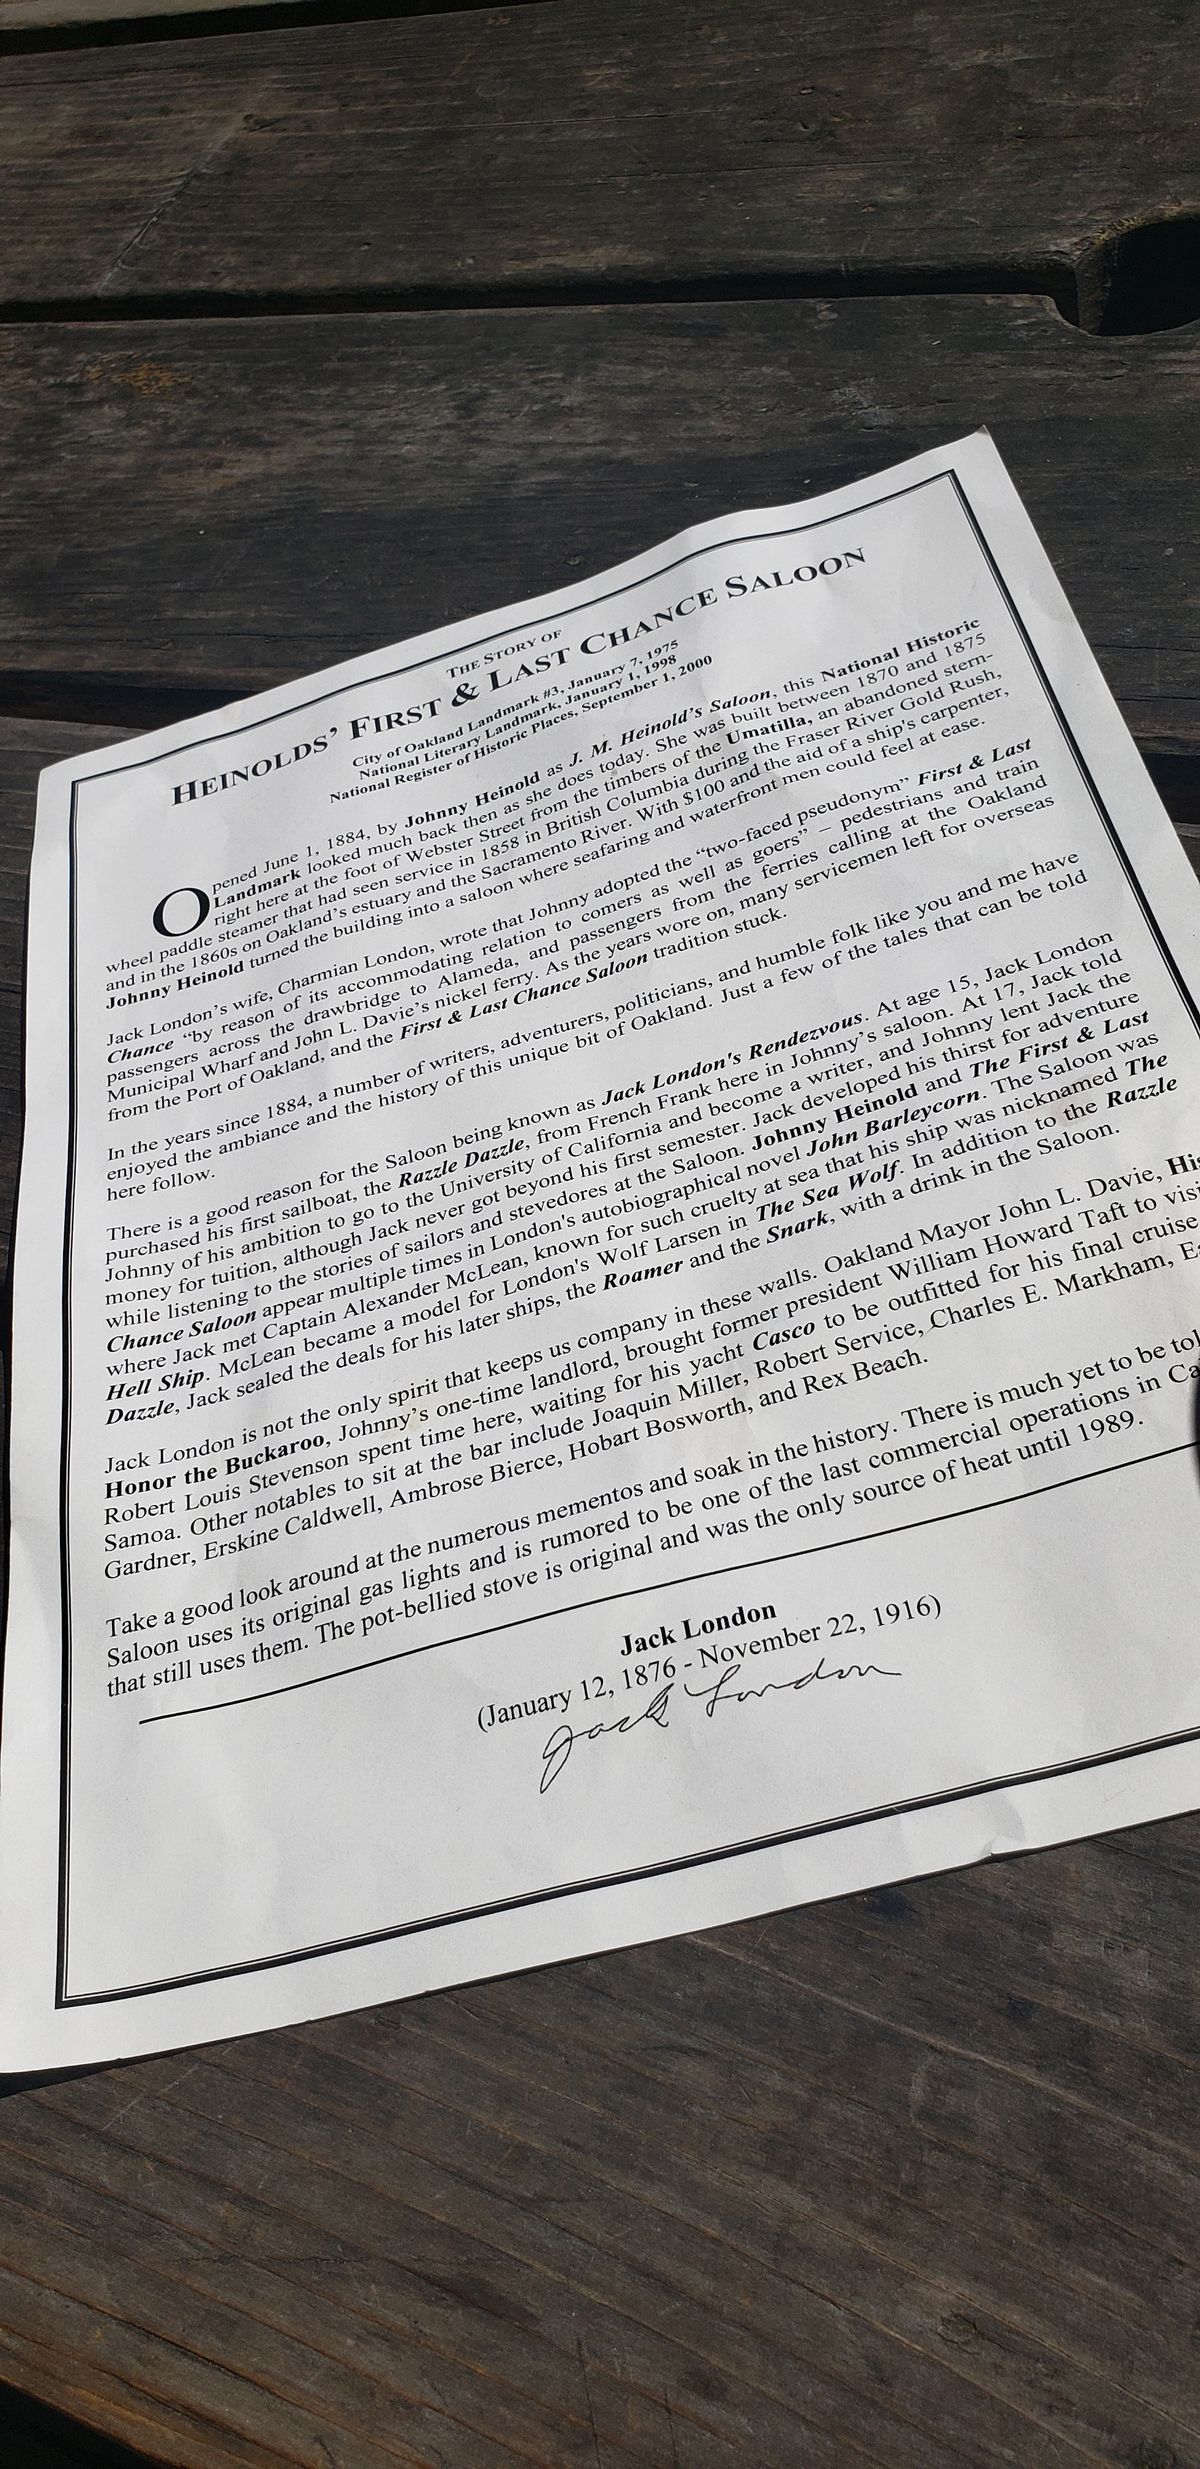 THE STORY OF
HEINOLDS' FIRST & LAST CHANCE SALOON
City of Oakland Landmark #3, January 7, 1975
National Literary Landmark, January 1, 1998
National Register of Historic Places, September 1, 2000
Opened June 1, 1884, by Johnny Heinold as J. M. Heinold's Saloon, this National Historic
Landmark looked much back then as she does today. She was built between 1870 and 1875
right here at the foot of Webster Street from the timbers of the Umatilla, an abandoned stern-
wheel paddle steamer that had seen service in 1858 in British Columbia during the Fraser River Gold Rush,
and in the 1860s on Oakland's estuary and the Sacramento River. With $100 and the aid of a ship's carpenter,
Johnny Heinold turned the building into a saloon where seafaring and waterfront men could feel at ease.
Jack London's wife, Charmian London, wrote that Johnny adopted the “two-faced pseudonym” First & Last
Chance “by reason of its accommodating relation to comers as well as goers” – pedestrians and train
passengers across the drawbridge to Alameda, and passengers from the ferries calling at the Oakland
Municipal Wharf and John L. Davie's nickel ferry. As the years wore on, many servicemen left for overseas
from the Port of Oakland, and the First & Last Chance Saloon tradition stuck.
In the years since 1884, a number of writers, adventurers, politicians, and humble folk like you and me have
enjoyed the ambiance and the history of this unique bit of Oakland. Just a few of the tales that can be told
here follow.
There is a good reason for the Saloon being known as Jack London's Rendezvous. At age 15, Jack London
purchased his first sailboat, the Razzle Dazzle, from French Frank here in Johnny's saloon. At 17, Jack told
Johnny of his ambition to go to the University of California and become a writer, and Johnny lent Jack the
money for tuition, although Jack never got beyond his first semester. Jack developed his thirst for adventure
while listening to the stories of sailors and stevedores at the Saloon. Johnny Heinold and The First & Last
Chance Saloon appear multiple times in London's autobiographical novel John Barleycorn. The Saloon was
where Jack met Captain Alexander McLean, known for such cruelty at sea that his ship was nicknamed The
Hell Ship. McLean became a model for London's Wolf Larsen in The Sea Wolf. In addition to the Razzle
Dazzle, Jack sealed the deals for his later ships, the Roamer and the Snark, with a drink in the Saloon.
Jack London is not the only spirit that keeps us company in these walls. Oakland Mayor John L. Davie, His
Honor the Buckaroo, Johnny's one-time landlord, brought former president William Howard Taft to visi
Robert Louis Stevenson spent time here, waiting for his yacht Casco to be outfitted for his final cruise
Samoa. Other notables to sit at the bar include Joaquin Miller, Robert Service, Charles E. Markham, E
Gardner, Erskine Caldwell, Ambrose Bierce, Hobart Bosworth, and Rex Beach.
Take a good look around at the numerous mementos and soak in the history. There is much yet to be tol
Saloon uses its original gas lights and is rumored to be one of the last commercial operations in Ca
that still uses them. The pot-bellied stove is original and was the only source of heat until 1989.
Jack London
(January 12, 1876 - November 22, 1916)
Jack London